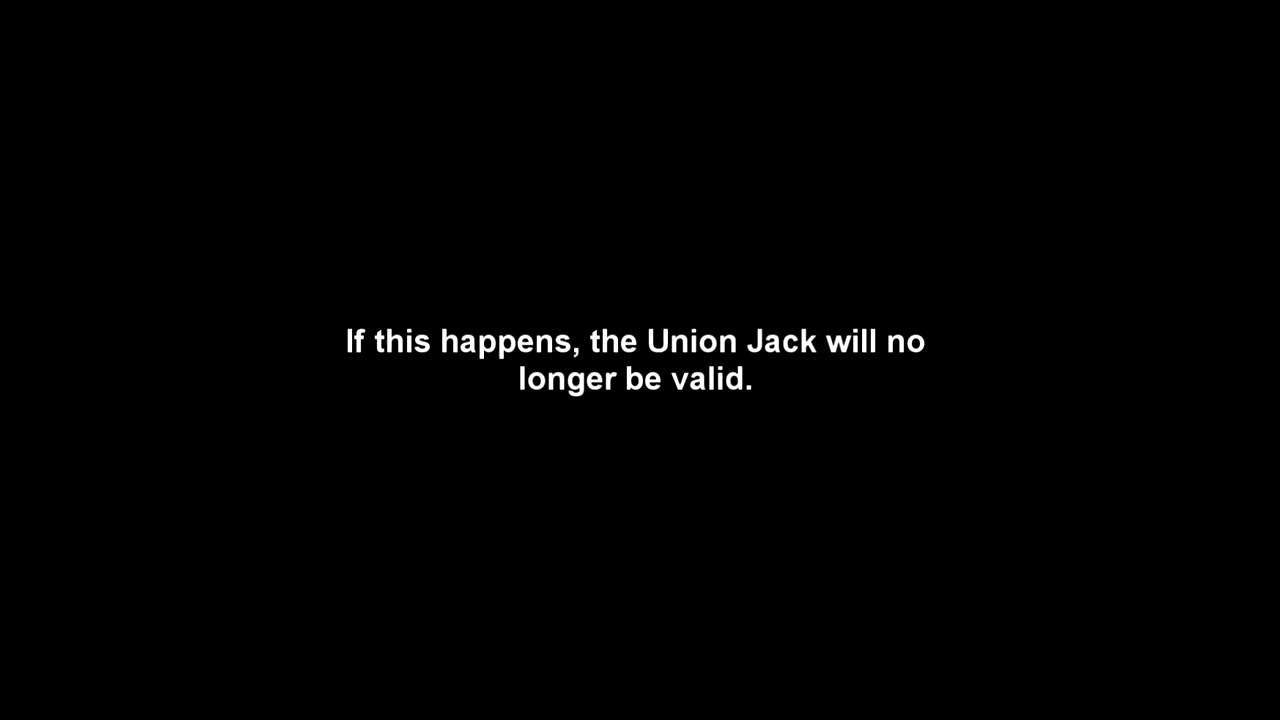 If this happens, the Union Jack will no
longer be valid.